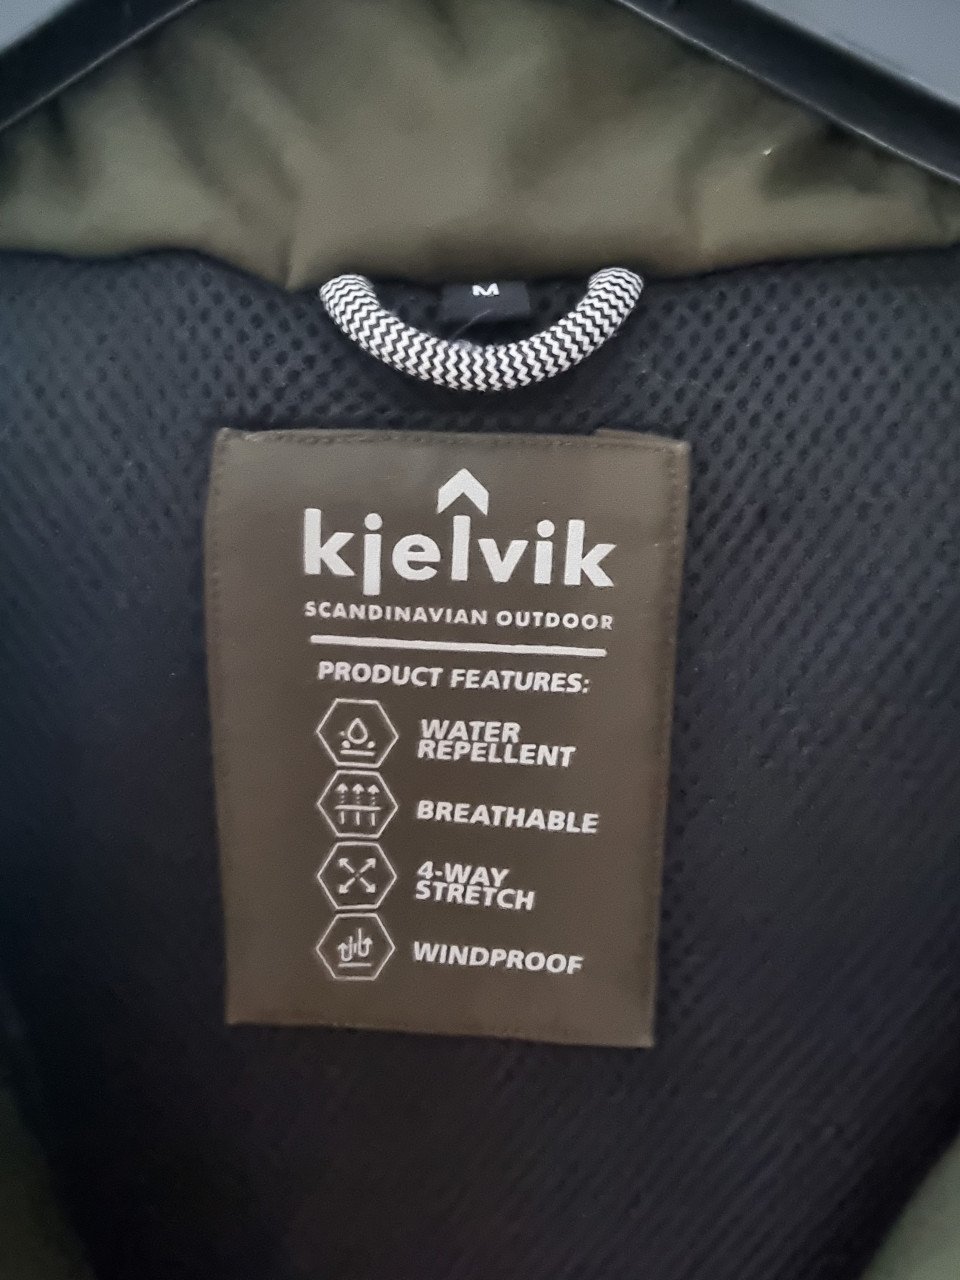 M
kjelvik
SCANDINAVIAN OUTDOOR
PRODUCT FEATURES:
WATER
REPELLENT
BREATHABLE
4-WAY
STRETCH
WINDPROOF